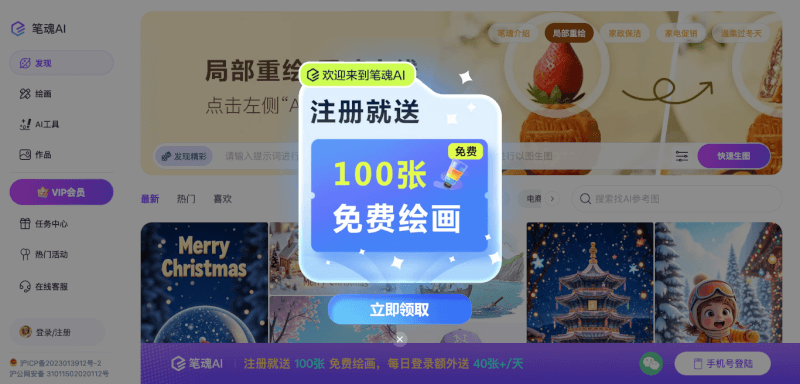 笔魂AI
发现
绘画
AI工具
作品
VIP会员
任务中心
热门活动
在线客服
登录/注册
沪ICP备2023013912号-2
沪公网安备 31011502020112号
笔魂介绍
局部重绘
家政保洁
家电促销
温柔过冬天
局部重绘
点击左侧“A
发现精彩
请输入提示词进行
行以图生图
快速生图
最新
热门
喜欢
电商
搜索找AI参考图
Merry
Christmas
欢迎来到笔魂AI
注册就送
免费
100张
免费绘画
立即领取
笔魂AI
注册就送 100张 免费绘画，每日登录额外送 40张+/天
手机号登陆